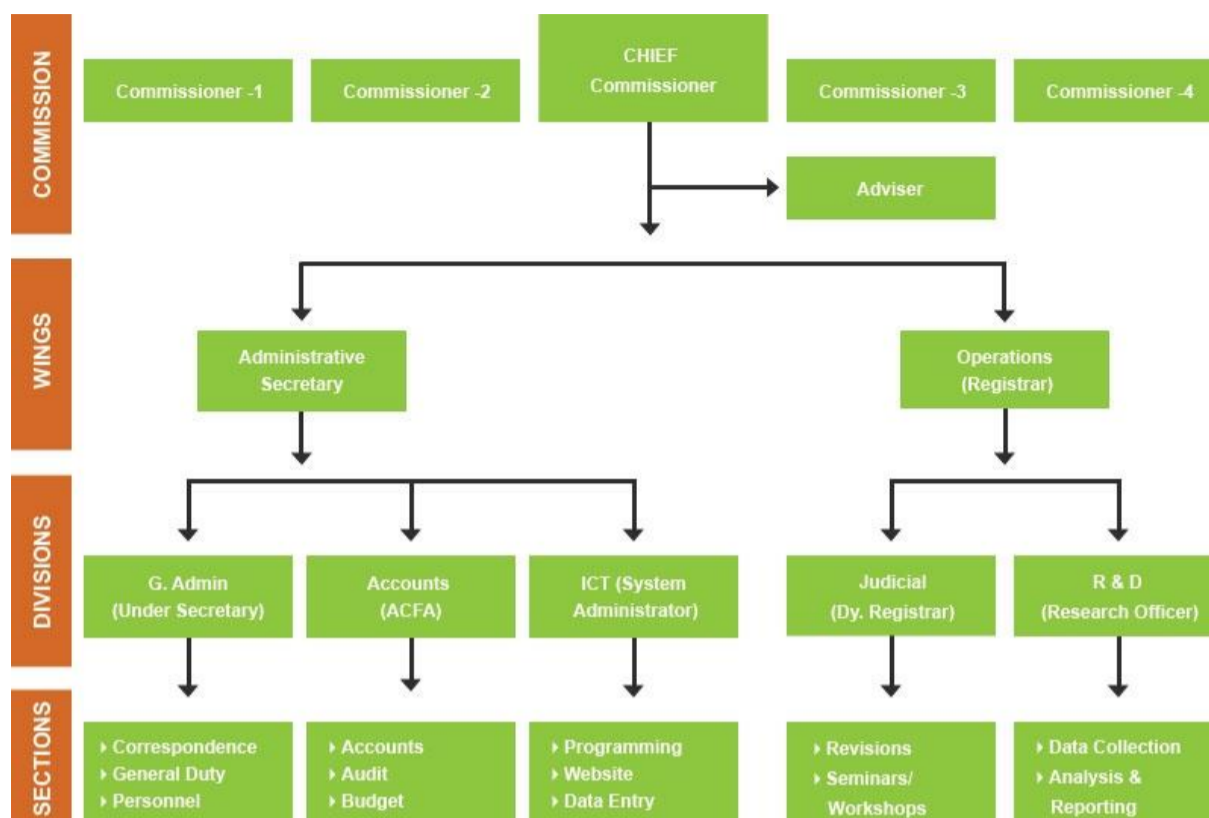 COMMISSION
CHIEF
Commissioner
Commissioner -1
Commissioner -2
Commissioner -3
Commissioner -4
Adviser
WINGS
Administrative
Secretary
Operations
(Registrar)
DIVISIONS
G. Admin
(Under Secretary)
Accounts
(ACFA)
ICT (System
Administrator)
Judicial
(Dy. Registrar)
R & D
(Research Officer)
SECTIONS
Correspondence
General Duty
Personnel
Accounts
Audit
Budget
Programming
Website
Data Entry
Revisions
Seminars/
Workshops
Data Collection
Analysis &
Reporting